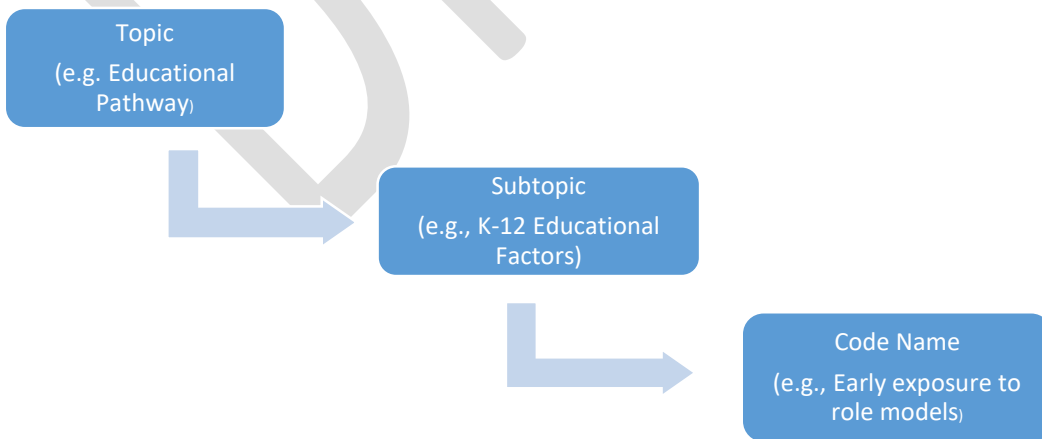 Topic
(e.g. Educational
Pathway)
Subtopic
(e.g., K-12 Educational
Factors)
Code Name
(e.g., Early exposure to
role models)